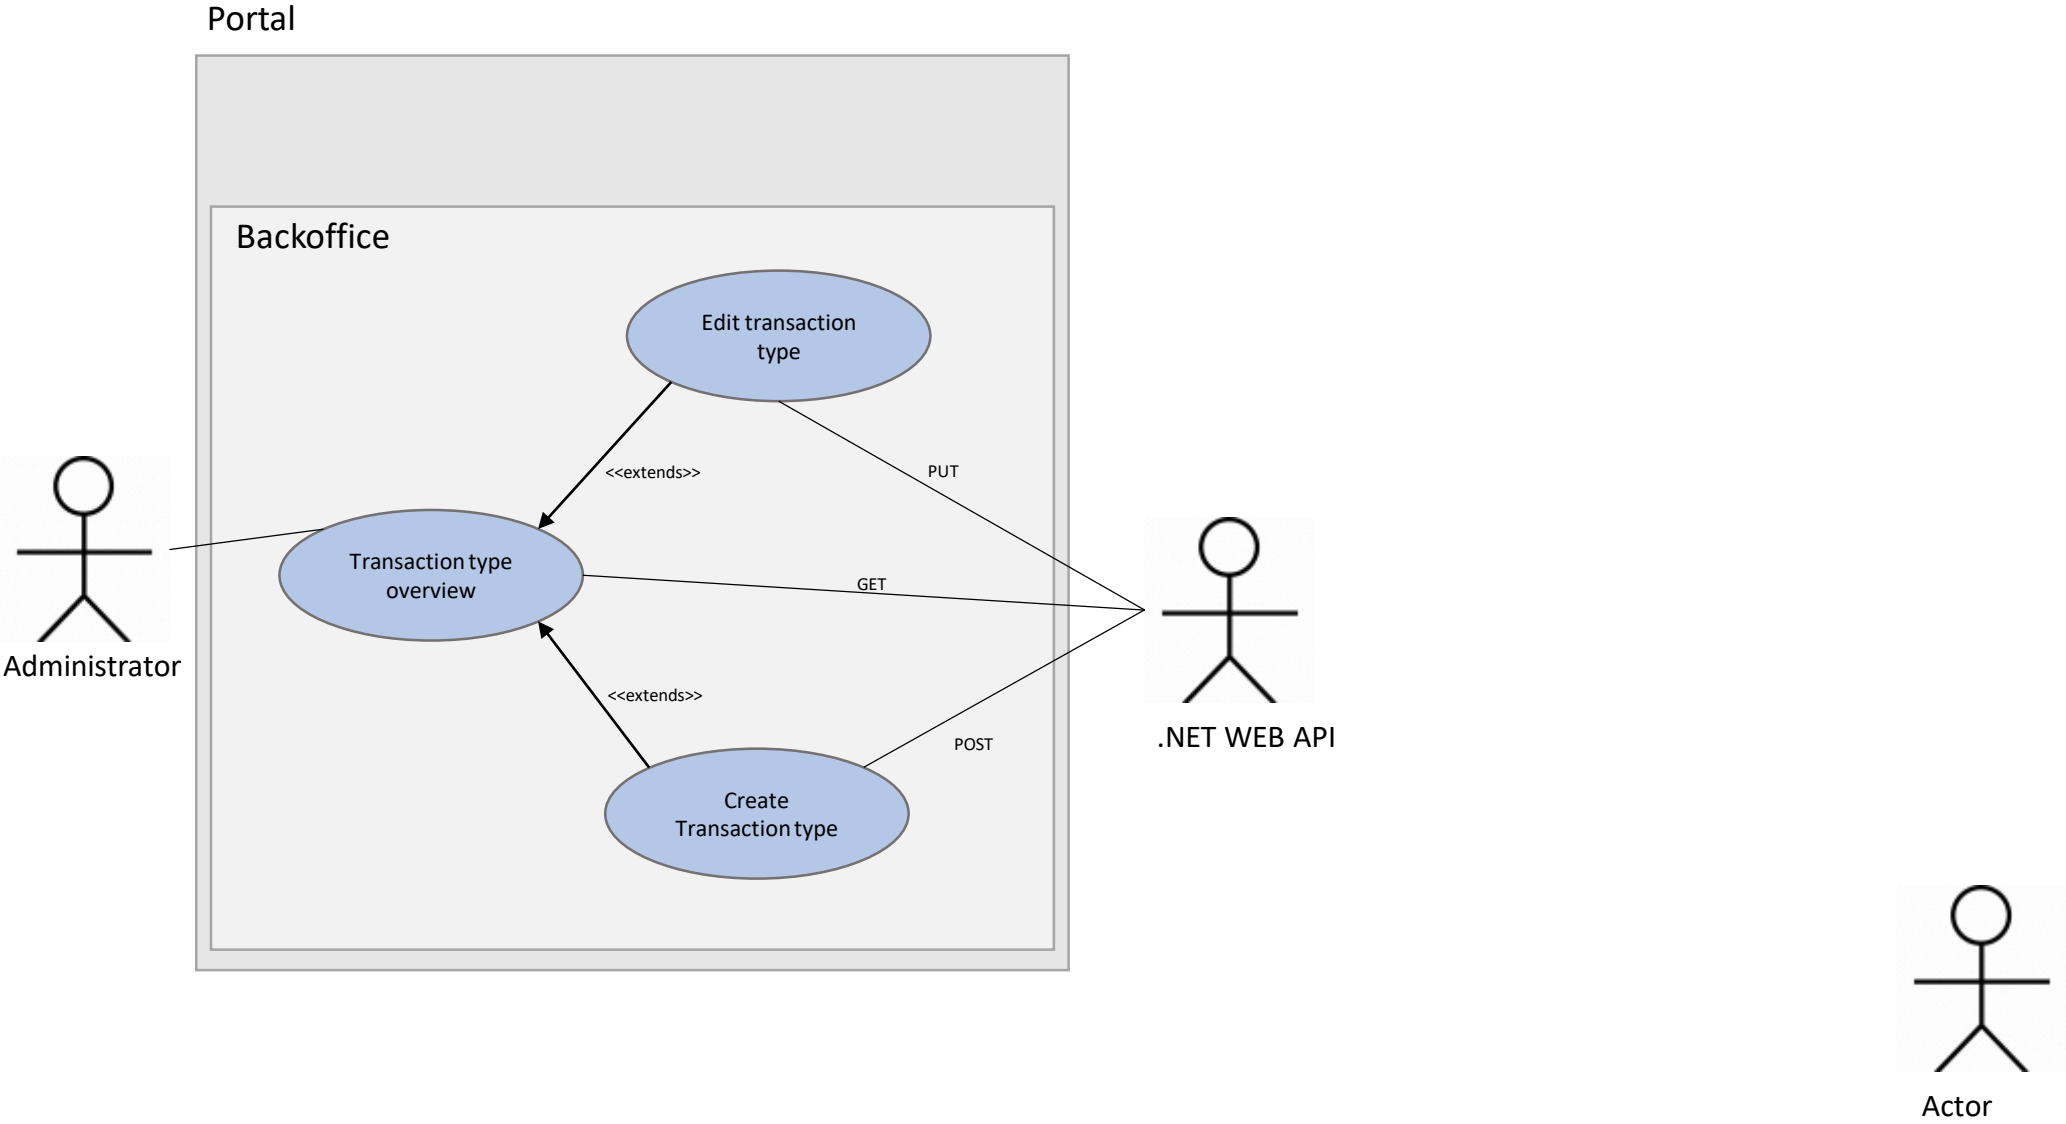 Portal
Backoffice
Edit transaction
type
<<extends>>
PUT
Transaction type
overview
GET
Administrator
<<extends>>
POST
.NET WEB API
Create
Transaction type
Actor